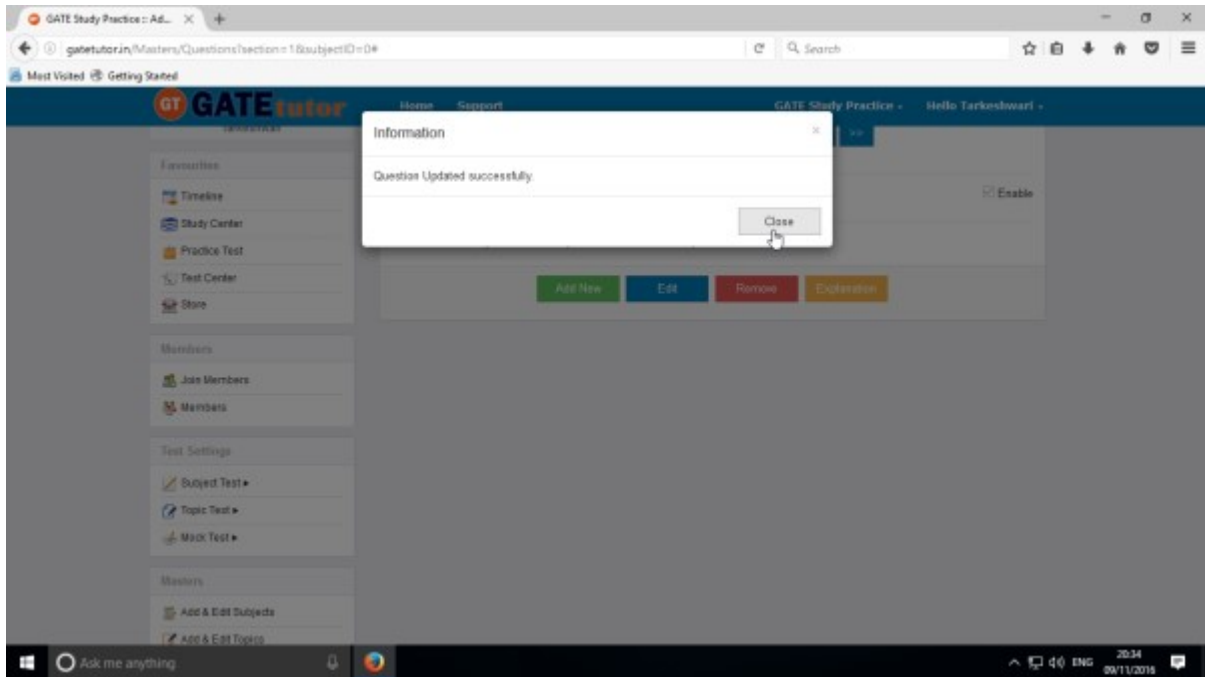 GATE Study Practice :: Ad...
gatetutor.in/Masters/Questions?section=1&subjectID=0#
Search
Most Visited Getting Started
GT GATEtutor
Home Support GATE Study Practice Hello Tarkeshwari
Information
>>
Question Updated successfully.
Close
Enable
Favourites
Timeline
Study Center
Practice Test
Test Center
Store
Add New Edit Remove Explanation
Members
Join Members
Members
Test Settings
Subject Test
Topic Test
Mock Test
Masters
Add & Edit Subjects
Add & Edit Topics
Ask me anything
ENG
20:34
09/11/2016